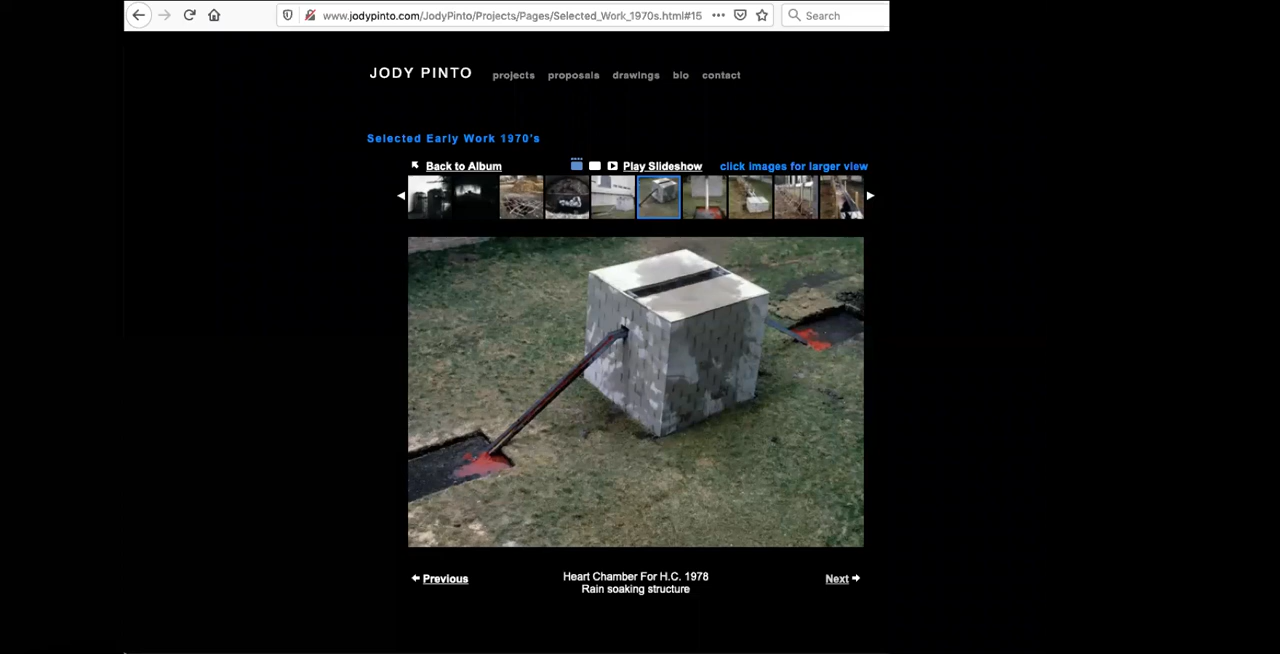 www.jodypinto.com/JodyPinto/Projects/Pages/Selected_Work_1970s.html#15
Search
JODY PINTO projects proposals drawings bio contact
Selected Early Work 1970's
Back to Album Play Slideshow click images for larger view
Previous Heart Chamber For H.C. 1978 Next
Rain soaking structure